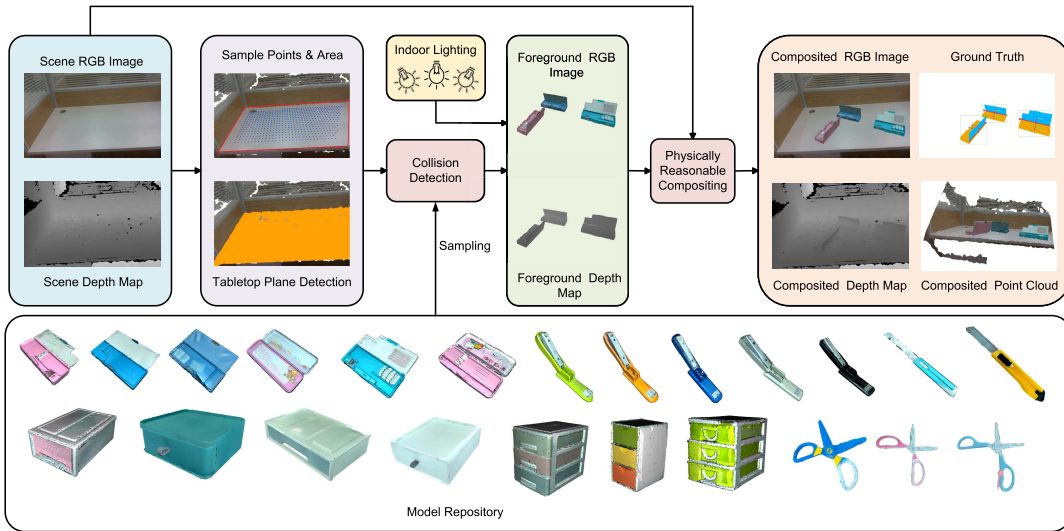 Scene RGB Image
Scene Depth Map
Sample Points & Area
Tabletop Plane Detection
Indoor Lighting
Collision
Detection
Sampling
Foreground RGB
Image
Foreground Depth
Map
Physically
Reasonable
Compositing
Composited RGB Image
Ground Truth
Composited Depth Map
Composited Point Cloud
Model Repository